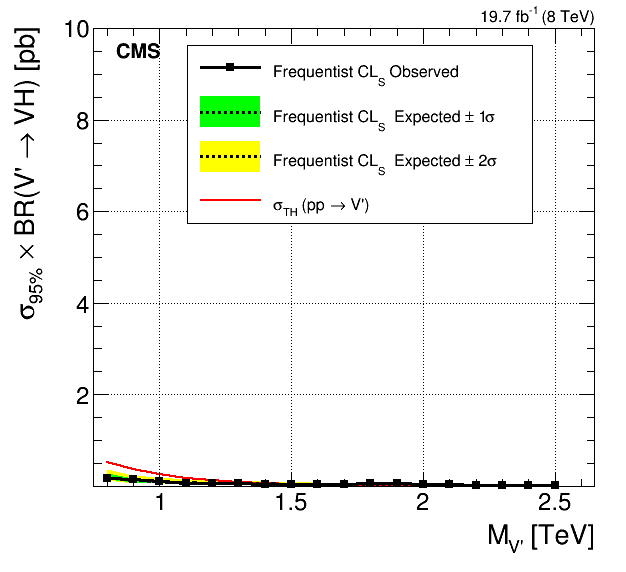 19.7 fb-1 (8 TeV)
CMS
Frequentist CLS Observed
Frequentist CLS Expected ± 1σ
Frequentist CLS Expected ± 2σ
σTH (pp → V')
σ95% × BR(V' → VH) [pb]
10
8
6
4
2
1 1.5 2 2.5
MV' [TeV]